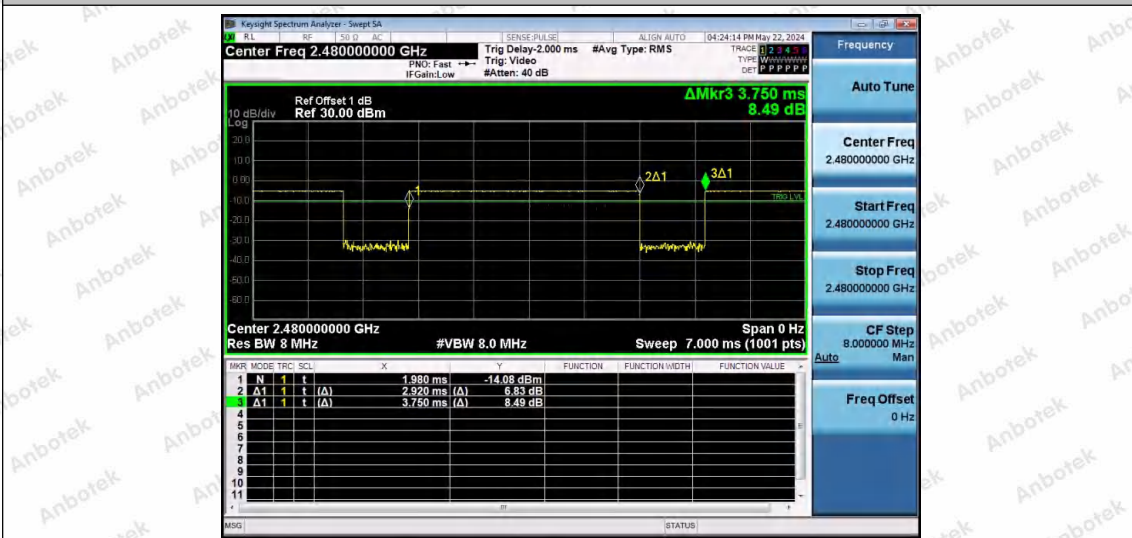 Keysight Spectrum Analyzer - Swept SA
RL RF 50 Ω AC SENSE:PULSE ALIGN AUTO 04:24:14 PM May 22, 2024
Center Freq 2.480000000 GHz
PNO: Fast
IFGain:Low
Trig Delay-2.000 ms
Trig: Video
#Atten: 40 dB
#Avg Type: RMS
TRACE 1 2 3 4 5 6
TYPE WWWWWW
DET P P P P P P
Frequency
Auto Tune
Center Freq
2.480000000 GHz
Start Freq
2.480000000 GHz
Stop Freq
2.480000000 GHz
CF Step
8.000000 MHz
Auto Man
Freq Offset
0 Hz
ΔMkr3 3.750 ms
8.49 dB
10 dB/div
Log
Ref Offset 1 dB
Ref 30.00 dBm
20.0
10.0
0.00
-10.0
-20.0
-30.0
-40.0
-50.0
-60.0
1
2Δ1
3Δ1
TRIG LVL
Center 2.480000000 GHz Span 0 Hz
Res BW 8 MHz #VBW 8.0 MHz Sweep 7.000 ms (1001 pts)
MKR MODE TRC SCL X Y FUNCTION FUNCTION WIDTH FUNCTION VALUE
1 N 1 t 1.980 ms -14.08 dBm
2 Δ1 1 t (Δ) 2.920 ms (Δ) 6.83 dB
3 Δ1 1 t (Δ) 3.750 ms (Δ) 8.49 dB
4
5
6
7
8
9
10
11
MSG STATUS
Anbotek